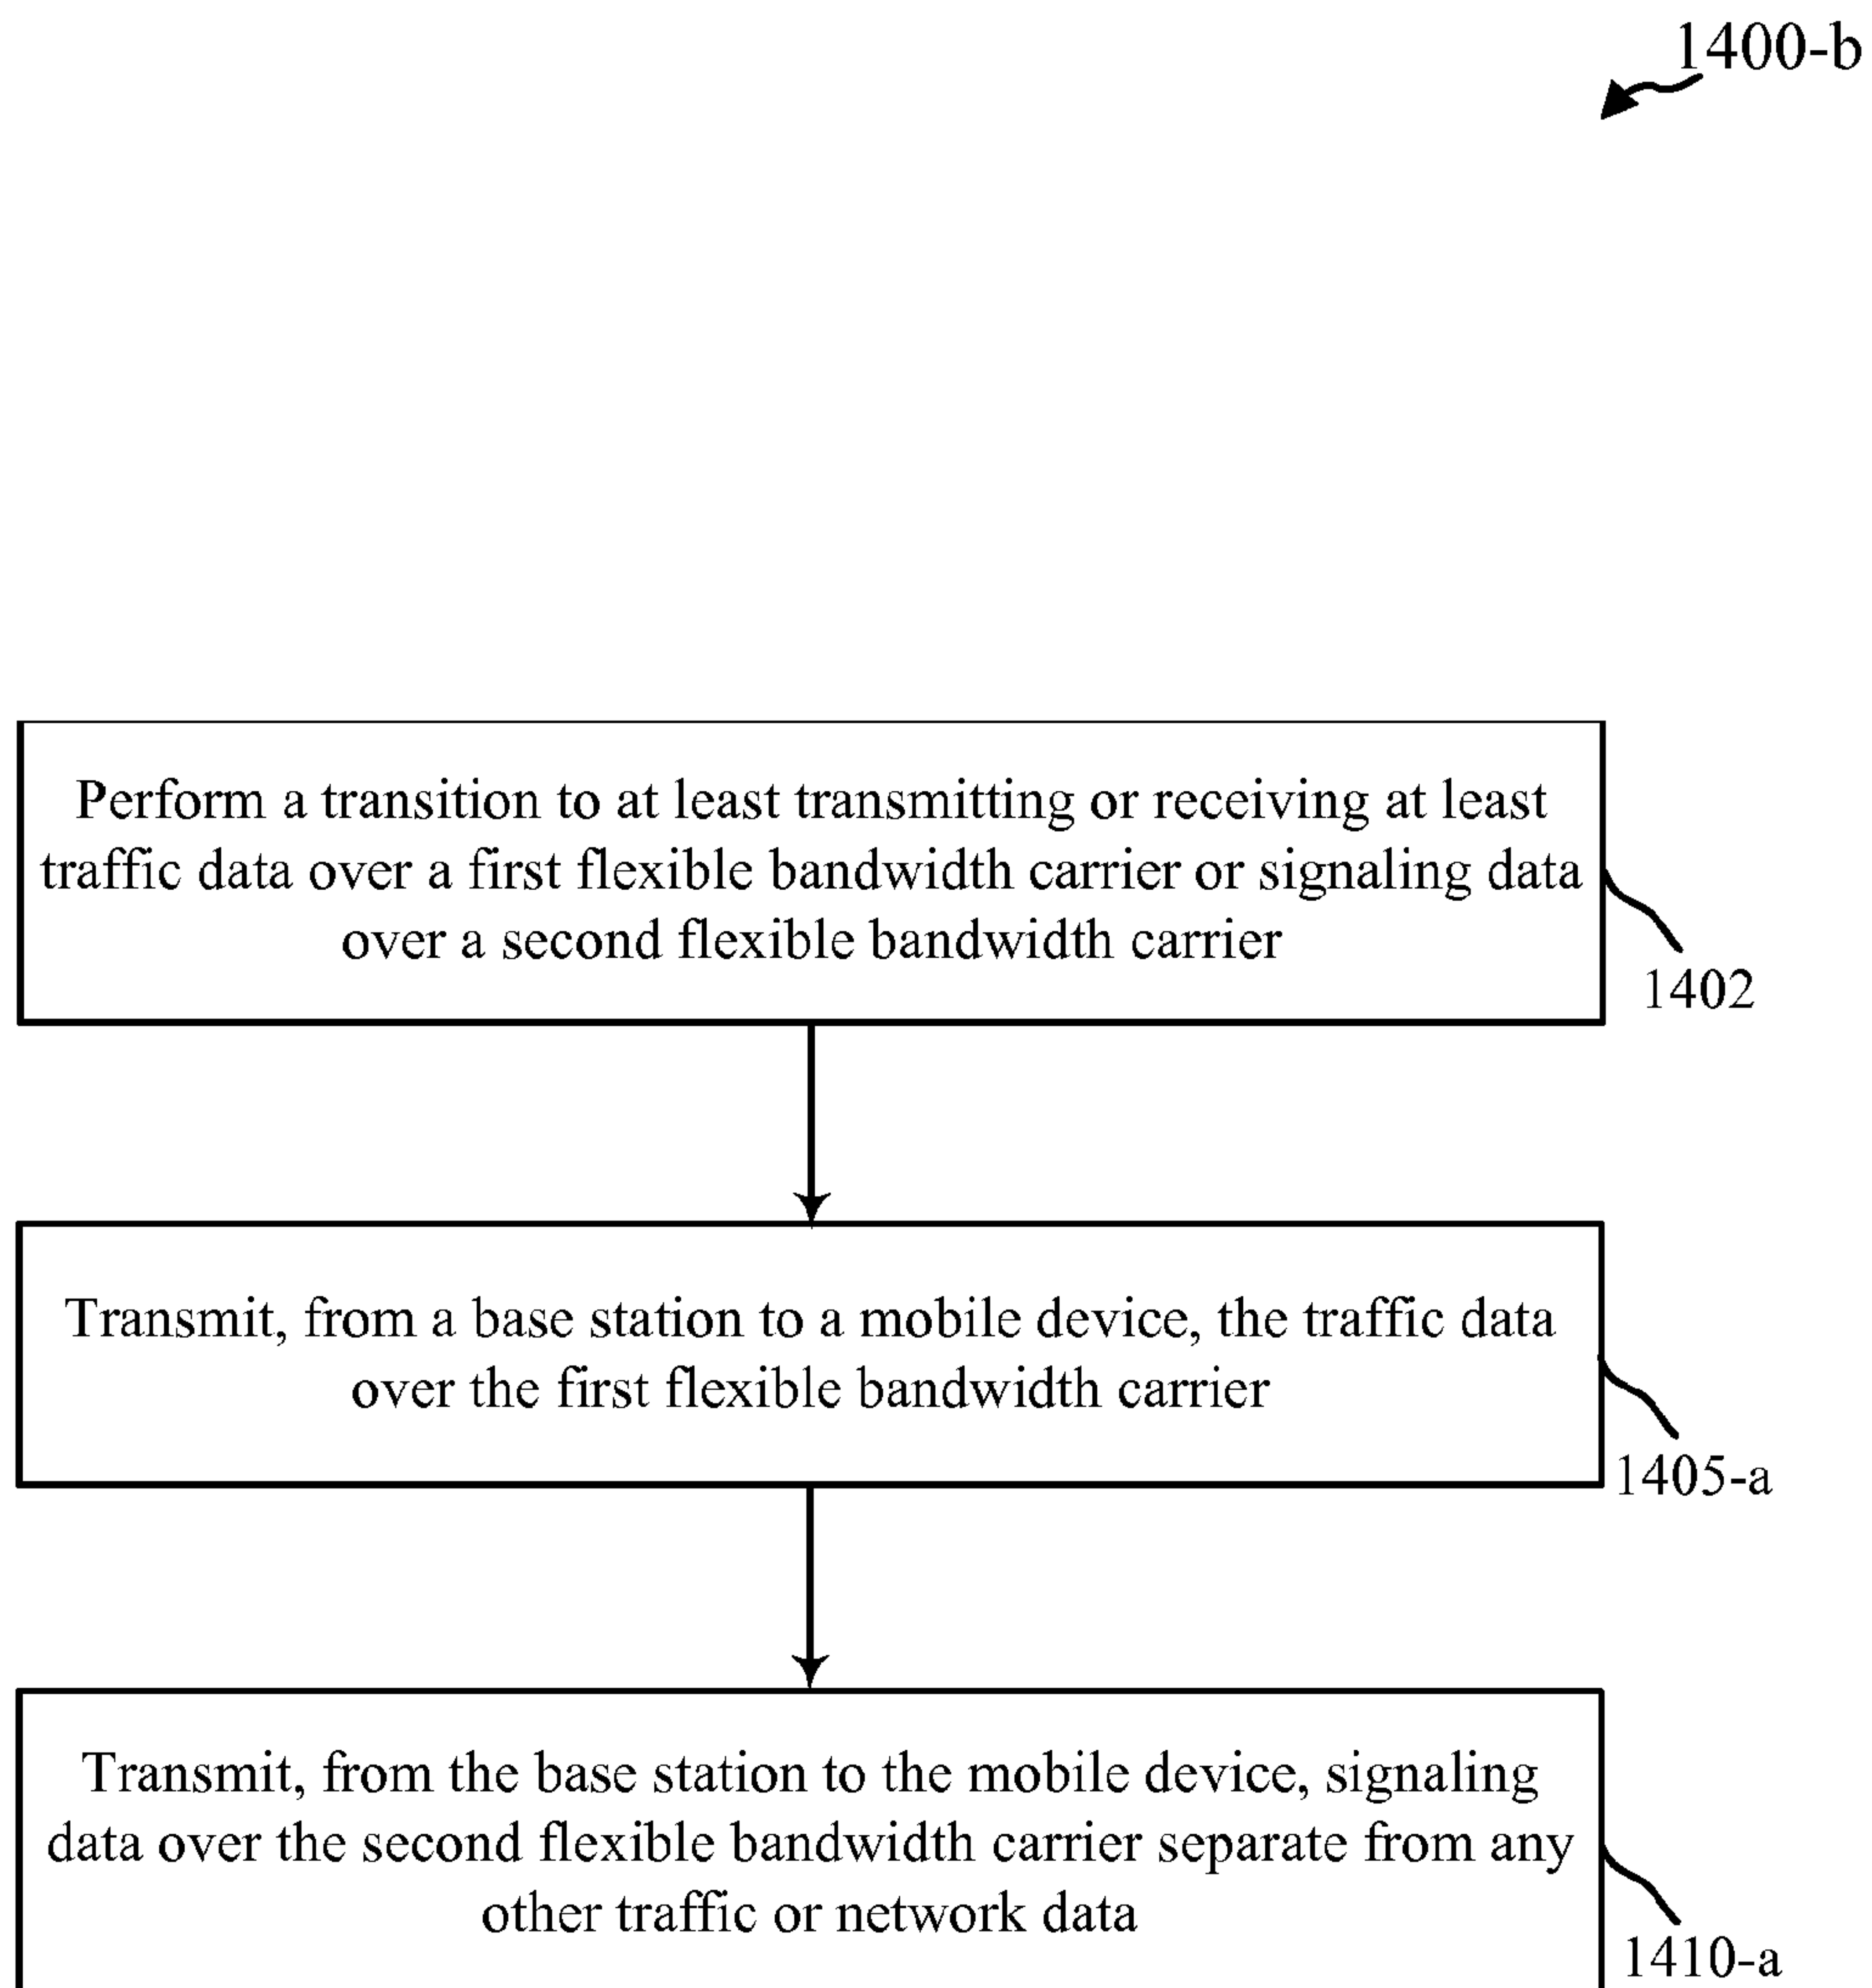 1400-b
Perform a transition to at least transmitting or receiving at least
traffic data over a first flexible bandwidth carrier or signaling data
over a second flexible bandwidth carrier
1402
Transmit, from a base station to a mobile device, the traffic data
over the first flexible bandwidth carrier
1405-a
Transmit, from the base station to the mobile device, signaling
data over the second flexible bandwidth carrier separate from any
other traffic or network data
1410-a